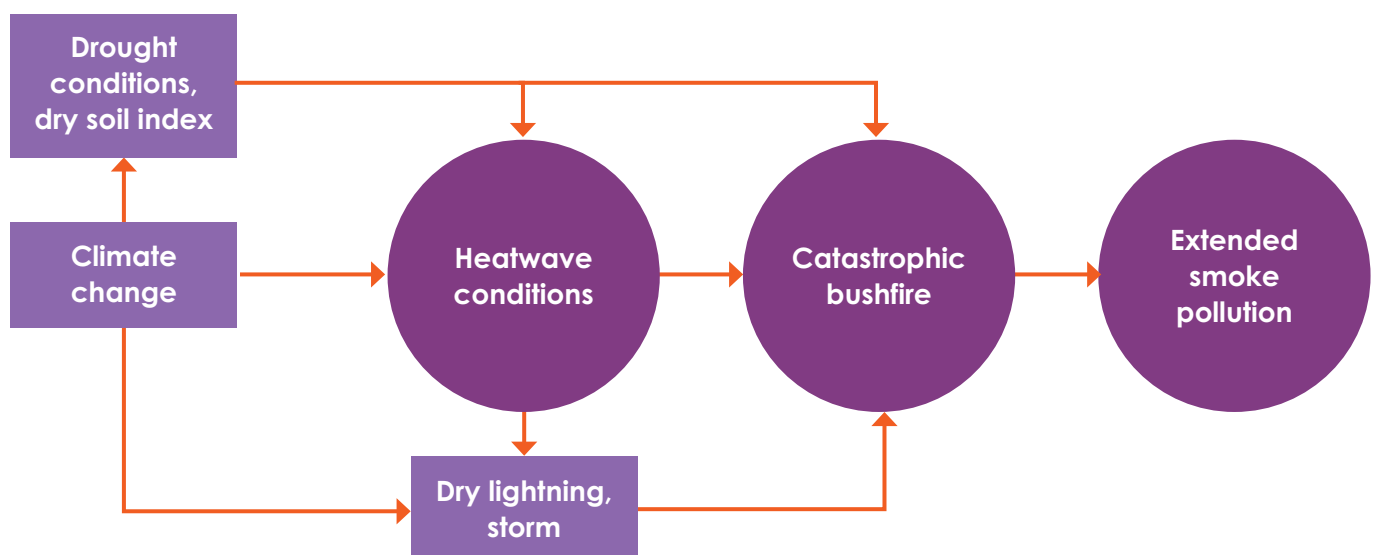 Drought
conditions,
dry soil index
Climate
change
Heatwave
conditions
Catastrophic
bushfire
Extended
smoke
pollution
Dry lightning,
storm